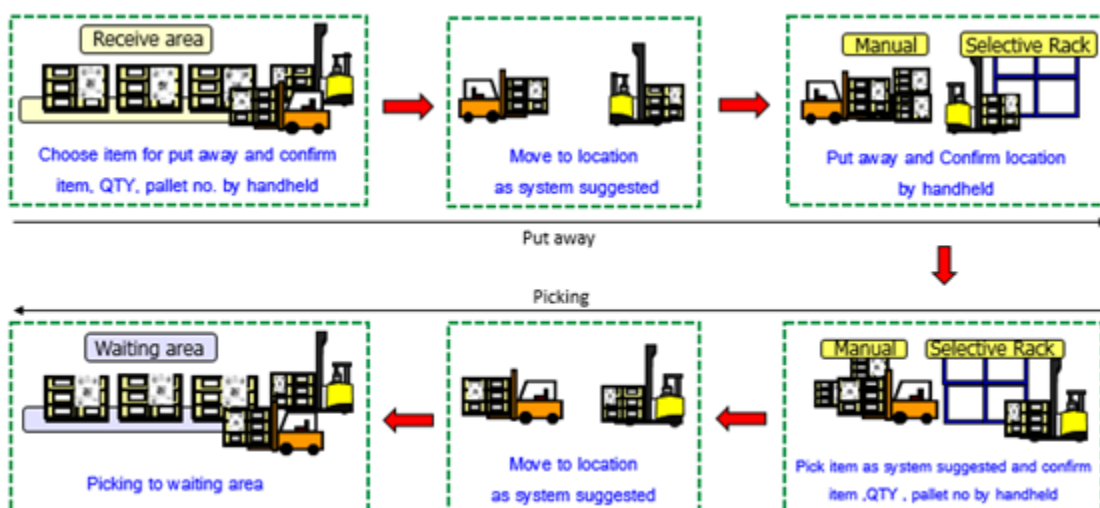 Receive area
Choose item for put away and confirm
item, QTY, pallet no. by handheld
Move to location
as system suggested
Manual
Selective Rack
Put away and Confirm location
by handheld
Put away
Picking
Waiting area
Picking to waiting area
Move to location
as system suggested
Manual
Selective Rack
Pick item as system suggested and confirm
item ,QTY , pallet no by handheld